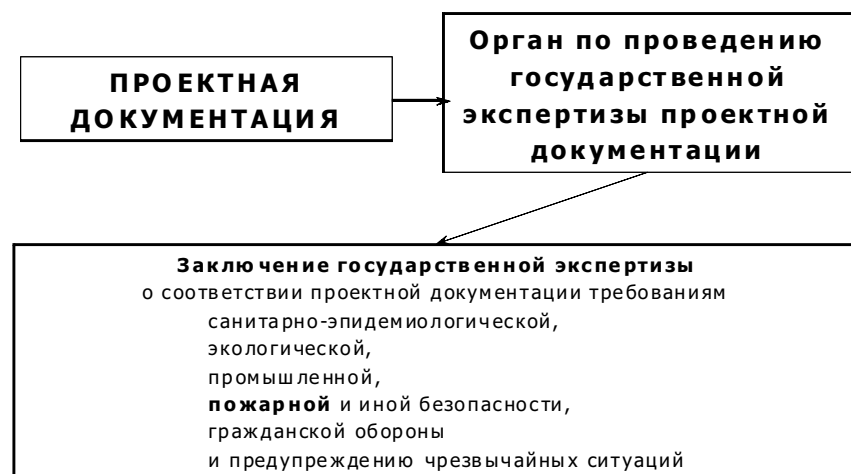 ПРОЕКТНАЯ
ДОКУМЕНТАЦИЯ
Орган по проведению
государственной
экспертизы проектной
документации
Заключение государственной экспертизы
о соответствии проектной документации требованиям
санитарно-эпидемиологической,
экологической,
промышленной,
пожарной и иной безопасности,
гражданской обороны
и предупреждению чрезвычайных ситуаций